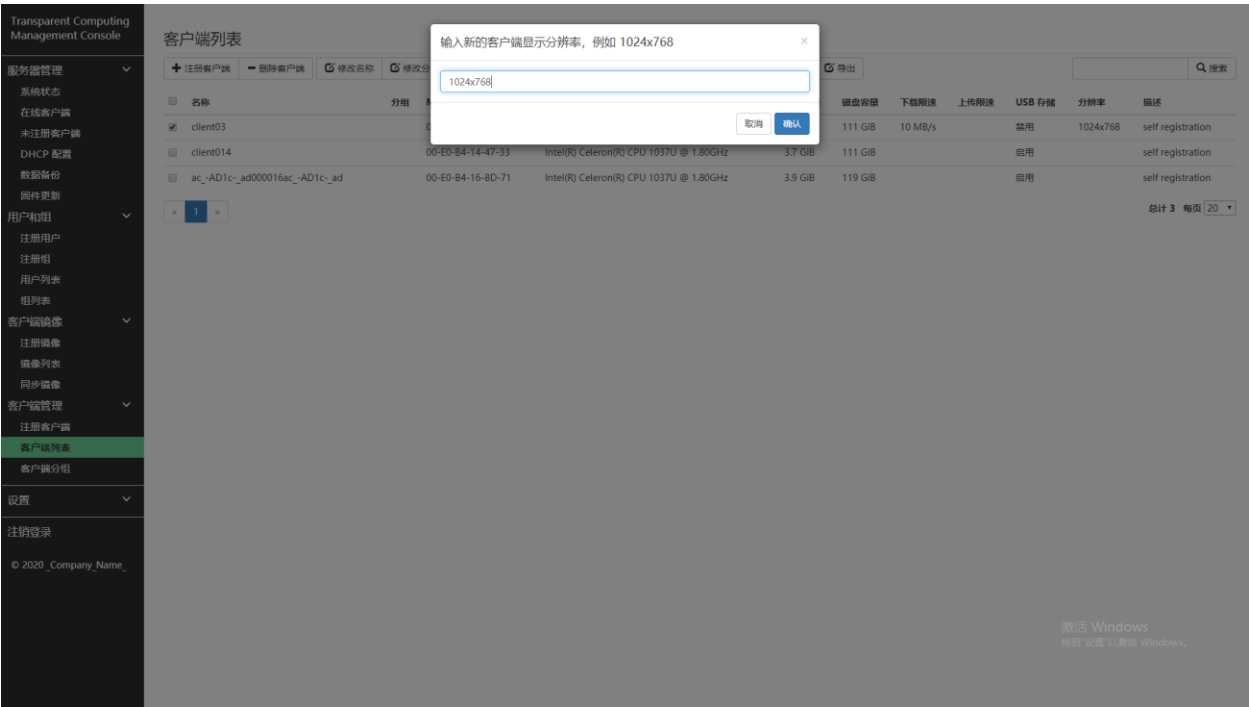 Transparent Computing
Management Console
服务器管理
系统状态
在线客户端
未注册客户端
DHCP 配置
数据备份
固件更新
用户和组
注册用户
注册组
用户列表
组列表
客户端镜像
注册镜像
镜像列表
同步镜像
客户端管理
注册客户端
客户端列表
客户端分组
设置
注销登录
© 2020 _Company_Name_
客户端列表
注册客户端 删除客户端 修改名称 修改分 导出 搜索
输入新的客户端显示分辨率，例如 1024x768 ×
1024x768
取消 确认
名称 分组 磁盘容量 下载限速 上传限速 USB 存储 分辨率 描述
client03 111 GiB 10 MB/s 禁用 1024x768 self registration
client014 00-E0-B4-14-47-33 Intel(R) Celeron(R) CPU 1037U @ 1.80GHz 3.7 GiB 111 GiB 启用 self registration
ac_-AD1c-_ad000016ac_-AD1c-_ad 00-E0-B4-16-8D-71 Intel(R) Celeron(R) CPU 1037U @ 1.80GHz 3.9 GiB 119 GiB 启用 self registration
« 1 » 总计 3 每页 20
激活 Windows
转到"设置"以激活 Windows。